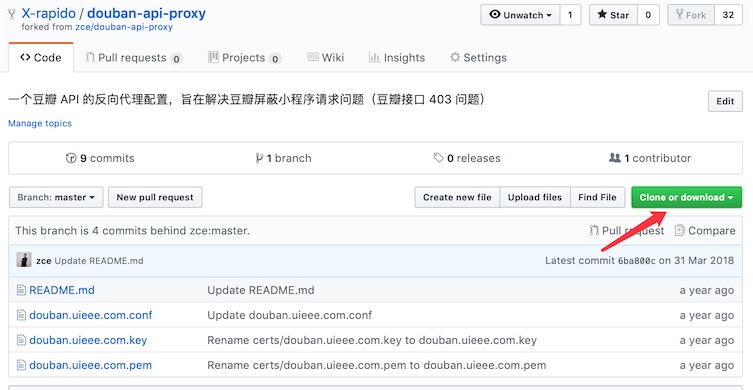 X-rapido / douban-api-proxy
forked from zce/douban-api-proxy
Unwatch 1 Star 0 Fork 32
Code Pull requests 0 Projects 0 Wiki Insights Settings
一个豆瓣 API 的反向代理配置，旨在解决豆瓣屏蔽小程序请求问题（豆瓣接口 403 问题） Edit
Manage topics
9 commits 1 branch 0 releases 1 contributor
Branch: master New pull request Create new file Upload files Find File Clone or download
This branch is 4 commits behind zce:master. Pull request Compare
zce Update README.md Latest commit 6ba800c on 31 Mar 2018
README.md Update README.md a year ago
douban.uieee.com.conf Update douban.uieee.com.conf a year ago
douban.uieee.com.key Rename certs/douban.uieee.com.key to douban.uieee.com.key a year ago
douban.uieee.com.pem Rename certs/douban.uieee.com.pem to douban.uieee.com.pem a year ago